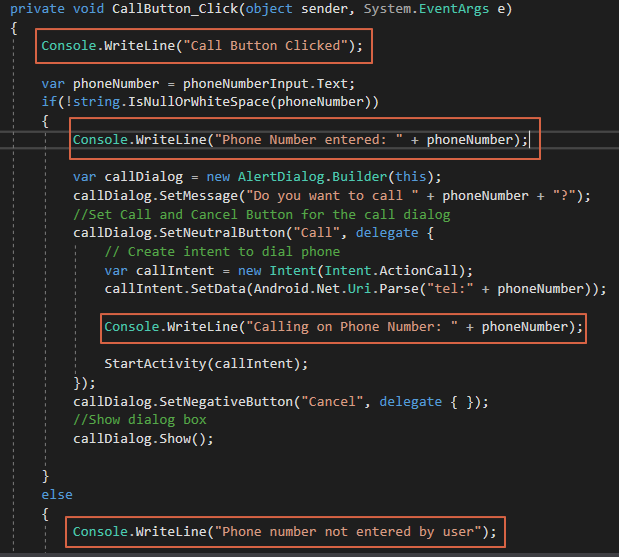 private void CallButton_Click(object sender, System.EventArgs e)
{
Console.WriteLine("Call Button Clicked");
var phoneNumber = phoneNumberInput.Text;
if(!string.IsNullOrWhiteSpace(phoneNumber))
{
Console.WriteLine("Phone Number entered: " + phoneNumber);
var callDialog = new AlertDialog.Builder(this);
callDialog.SetMessage("Do you want to call " + phoneNumber + "?");
//Set Call and Cancel Button for the call dialog
callDialog.SetNeutralButton("Call", delegate {
// Create intent to dial phone
var callIntent = new Intent(Intent.ActionCall);
callIntent.SetData(Android.Net.Uri.Parse("tel:" + phoneNumber));
Console.WriteLine("Calling on Phone Number: " + phoneNumber);
StartActivity(callIntent);
});
callDialog.SetNegativeButton("Cancel", delegate { });
//Show dialog box
callDialog.Show();
}
else
{
Console.WriteLine("Phone number not entered by user");